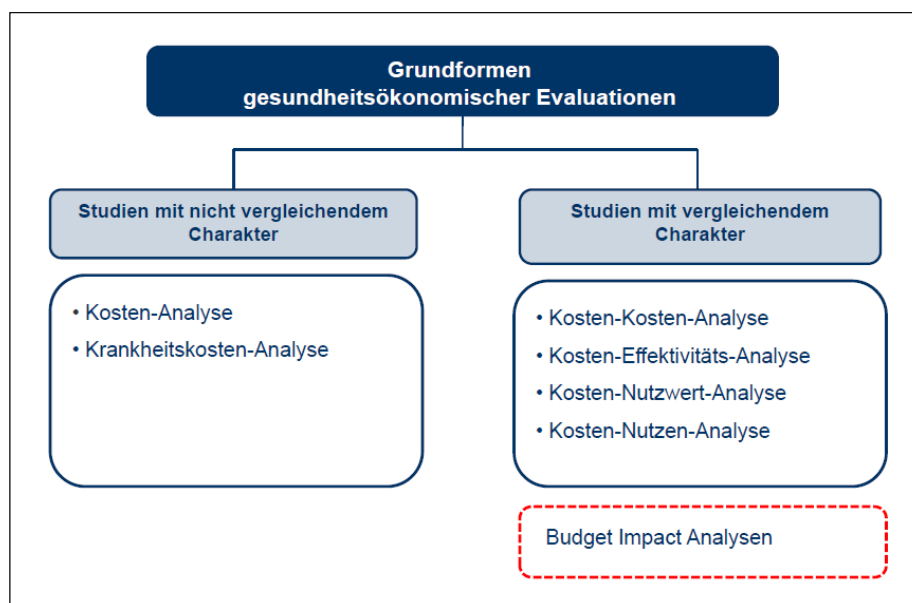 Grundformen
gesundheitsökonomischer Evaluationen
Studien mit nicht vergleichendem
Charakter
• Kosten-Analyse
• Krankheitskosten-Analyse
Studien mit vergleichendem
Charakter
• Kosten-Kosten-Analyse
• Kosten-Effektivitäts-Analyse
• Kosten-Nutzwert-Analyse
• Kosten-Nutzen-Analyse
Budget Impact Analysen